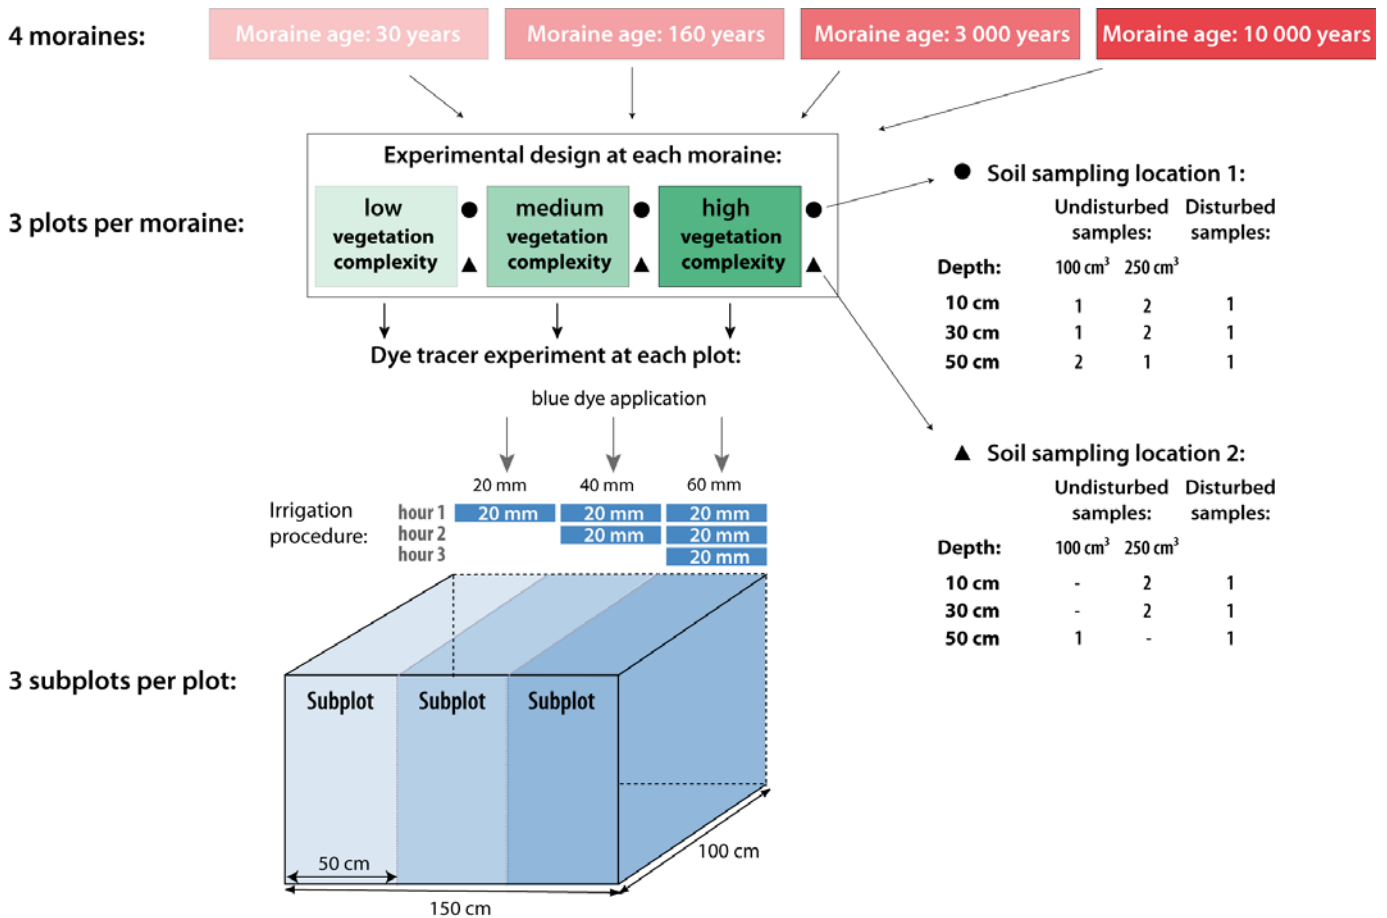 4 moraines:
Moraine age: 30 years
Moraine age: 160 years
Moraine age: 3 000 years
Moraine age: 10 000 years
3 plots per moraine:
Experimental design at each moraine:
low
vegetation
complexity
medium
vegetation
complexity
high
vegetation
complexity
Soil sampling location 1:
Undisturbed samples:
Disturbed samples:
Depth: 100 cm³ 250 cm³
10 cm 1 2 1
30 cm 1 2 1
50 cm 2 1 1
Dye tracer experiment at each plot:
blue dye application
20 mm 40 mm 60 mm
Irrigation
procedure:
hour 1 20 mm 20 mm 20 mm
hour 2 20 mm 20 mm
hour 3 20 mm
Soil sampling location 2:
Undisturbed samples:
Disturbed samples:
Depth: 100 cm³ 250 cm³
10 cm - 2 1
30 cm - 2 1
50 cm 1 - 1
3 subplots per plot:
Subplot Subplot Subplot
50 cm
100 cm
150 cm